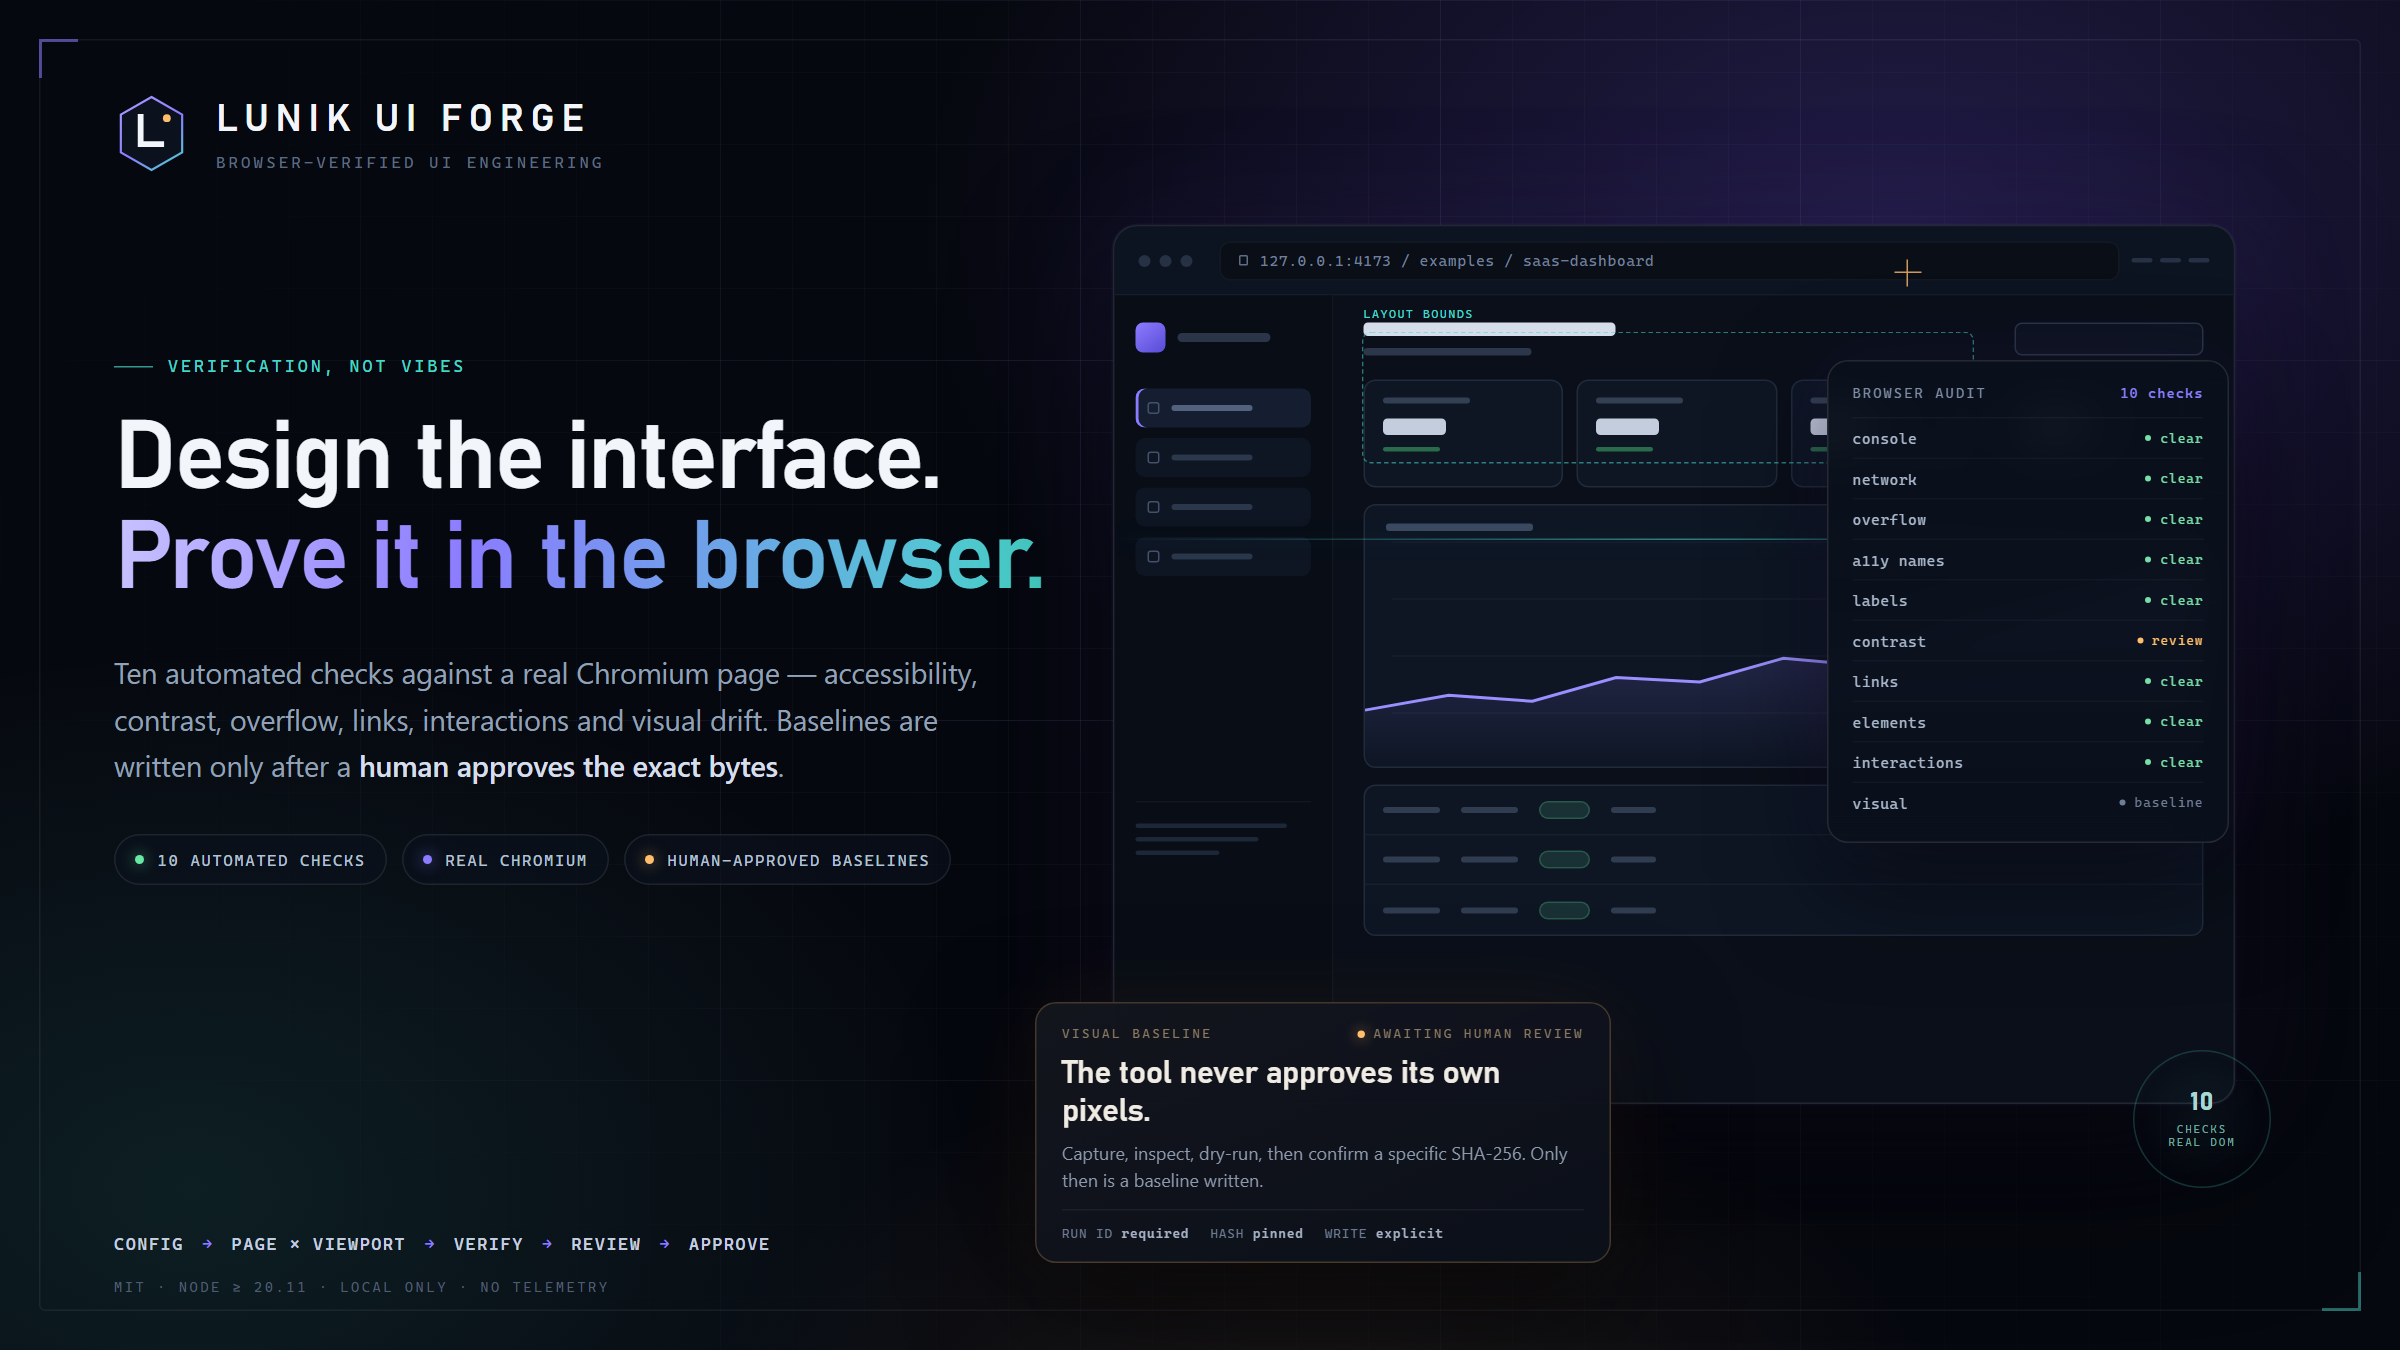 L
LUNIK UI FORGE
BROWSER-VERIFIED UI ENGINEERING
VERIFICATION, NOT VIBES
Design the interface.
Prove it in the browser.
Ten automated checks against a real Chromium page — accessibility,
contrast, overflow, links, interactions and visual drift. Baselines are
written only after a human approves the exact bytes.
10 AUTOMATED CHECKS
REAL CHROMIUM
HUMAN-APPROVED BASELINES
CONFIG → PAGE × VIEWPORT → VERIFY → REVIEW → APPROVE
MIT · NODE ≥ 20.11 · LOCAL ONLY · NO TELEMETRY
127.0.0.1:4173 / examples / saas-dashboard
LAYOUT BOUNDS
BROWSER AUDIT 10 checks
console clear
network clear
overflow clear
a11y names clear
labels clear
contrast review
links clear
elements clear
interactions clear
visual baseline
VISUAL BASELINE AWAITING HUMAN REVIEW
The tool never approves its own
pixels.
Capture, inspect, dry-run, then confirm a specific SHA-256. Only
then is a baseline written.
RUN ID required HASH pinned WRITE explicit
10
CHECKS
REAL DOM